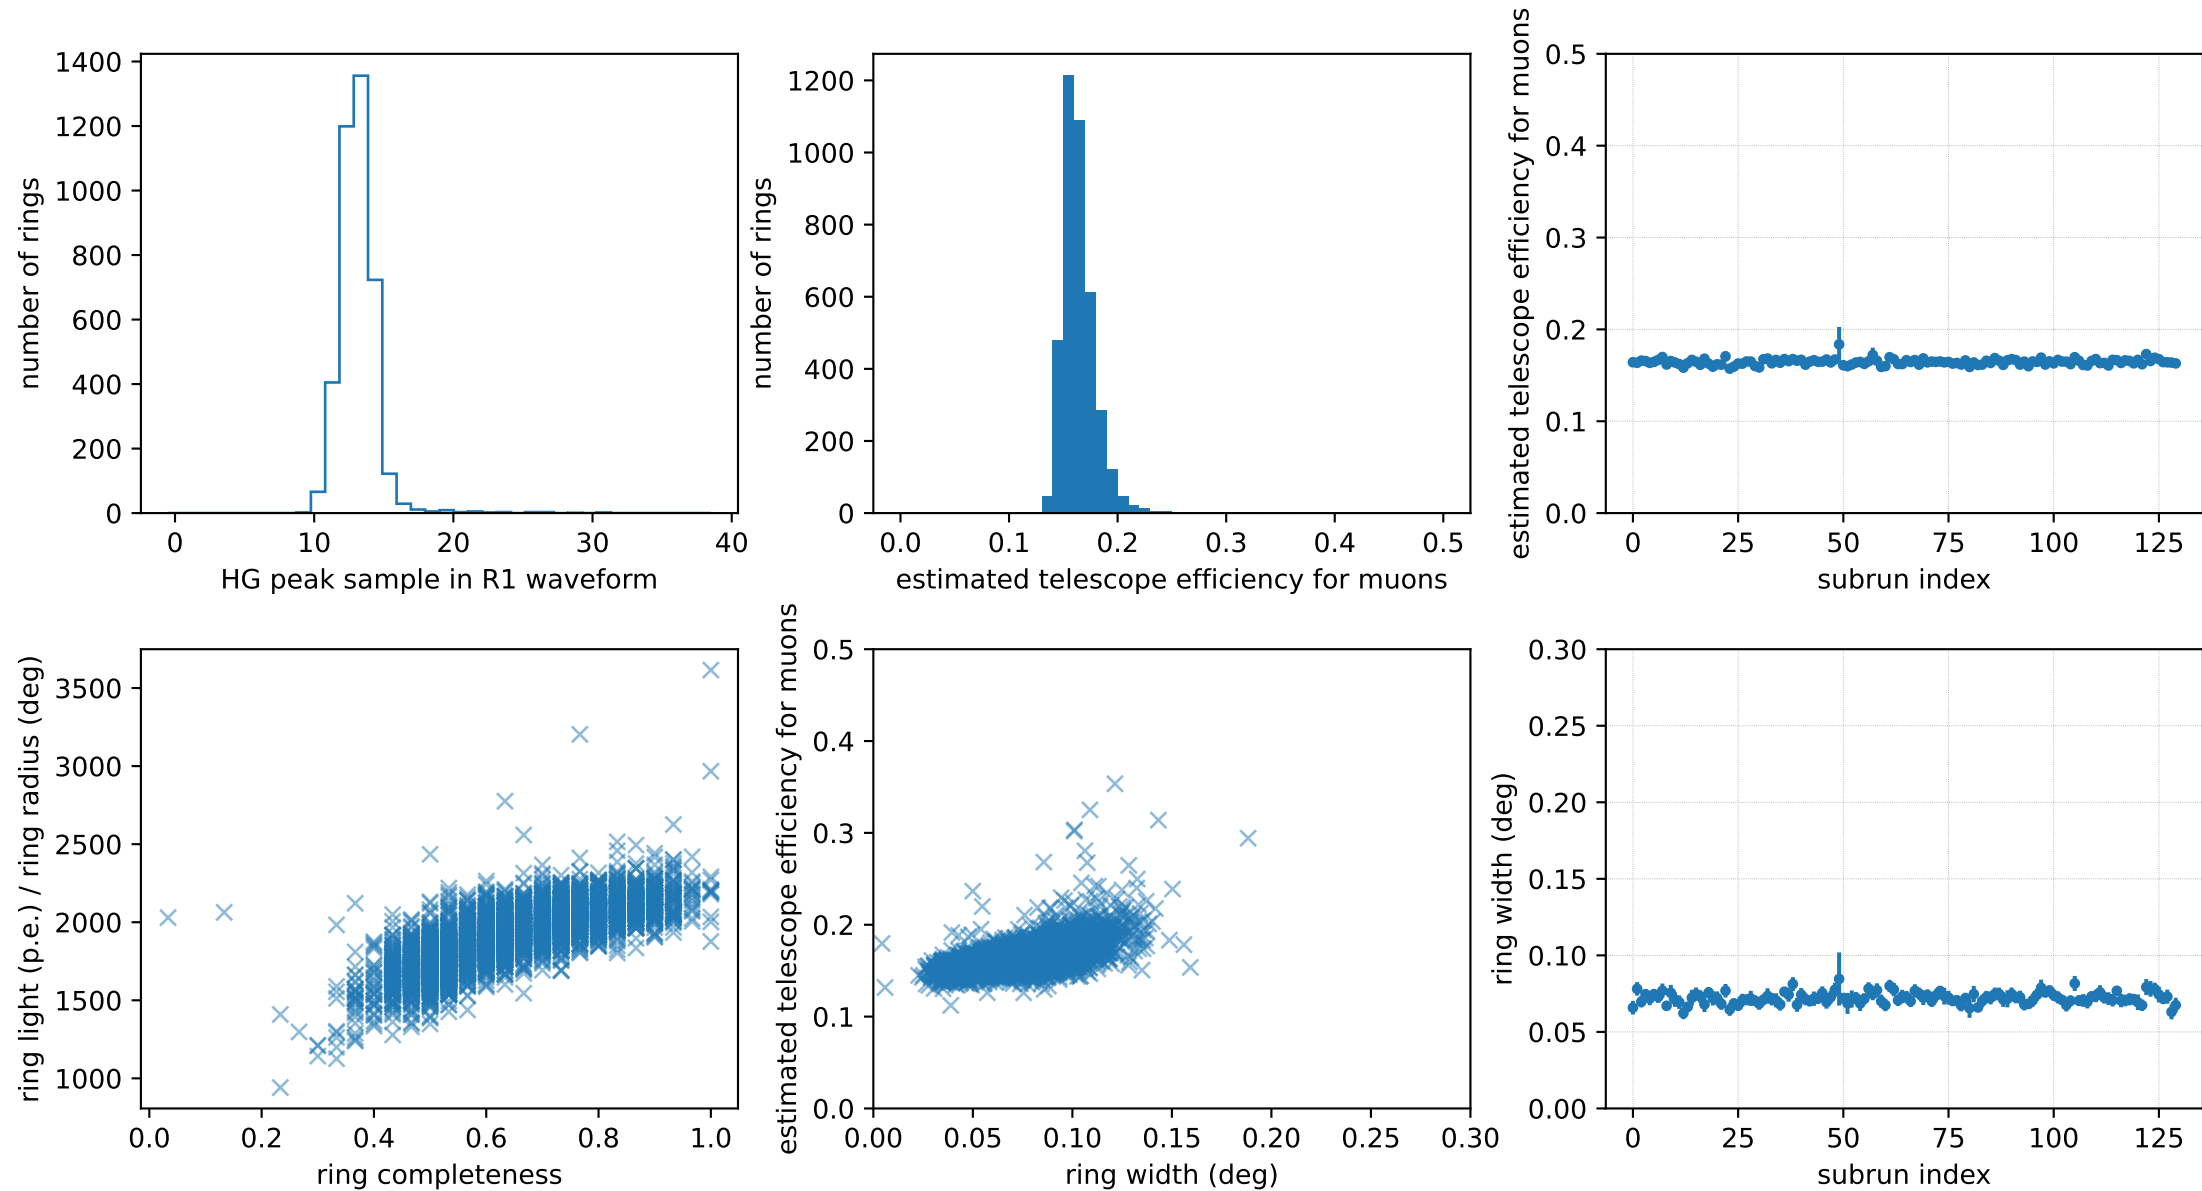 1400
1200
1000
800
600
400
200
0
number of rings
0 10 20 30 40
HG peak sample in R1 waveform
1200
1000
800
600
400
200
0
number of rings
0.0 0.1 0.2 0.3 0.4 0.5
estimated telescope efficiency for muons
0.5
0.4
0.3
0.2
0.1
0.0
estimated telescope efficiency for muons
0 25 50 75 100 125
subrun index
3500
3000
2500
2000
1500
1000
ring light (p.e.) / ring radius (deg)
0.0 0.2 0.4 0.6 0.8 1.0
ring completeness
0.5
0.4
0.3
0.2
0.1
0.0
estimated telescope efficiency for muons
0.00 0.05 0.10 0.15 0.20 0.25 0.30
ring width (deg)
0.30
0.25
0.20
0.15
0.10
0.05
0.00
ring width (deg)
0 25 50 75 100 125
subrun index